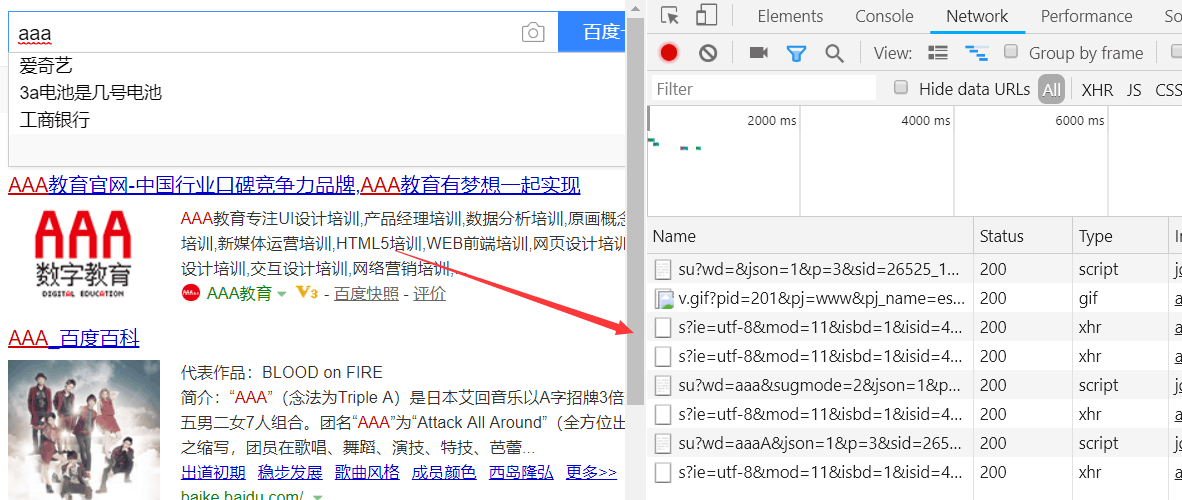 aaa
百度一
爱奇艺
3a电池是几号电池
工商银行
AAA教育官网-中国行业口碑竞争力品牌,AAA教育有梦想一起实现
AAA
数字教育
DIGITAL EDUCATION
AAA教育专注UI设计培训,产品经理培训,数据分析培训,原画概念
培训,新媒体运营培训,HTML5培训,WEB前端培训,网页设计培训
设计培训,交互设计培训,网络营销培训,
AAA教育 V3 - 百度快照 - 评价
AAA_百度百科
代表作品：BLOOD on FIRE
简介：“AAA”（念法为Triple A）是日本艾回音乐以A字招牌3倍
五男二女7人组合。团名“AAA”为“Attack All Around”（全方位出
之缩写，团员在歌唱、舞蹈、演技、特技、芭蕾...
出道初期 稳步发展 歌曲风格 成员颜色 西岛隆弘 更多>>
baike.baidu.com/
Elements Console Network Performance So
View: Group by frame
Filter Hide data URLs All XHR JS CSS
2000 ms 4000 ms 6000 ms
Name Status Type In
su?wd=&json=1&p=3&sid=26525_1... 200 script jc
v.gif?pid=201&pj=www&pj_name=es... 200 gif a
s?ie=utf-8&mod=11&isbd=1&isid=4... 200 xhr jc
s?ie=utf-8&mod=11&isbd=1&isid=4... 200 xhr a
su?wd=aaa&sugmode=2&json=1&p... 200 script jc
s?ie=utf-8&mod=11&isbd=1&isid=4... 200 xhr a
su?wd=aaaA&json=1&p=3&sid=265... 200 script jc
s?ie=utf-8&mod=11&isbd=1&isid=4... 200 xhr a